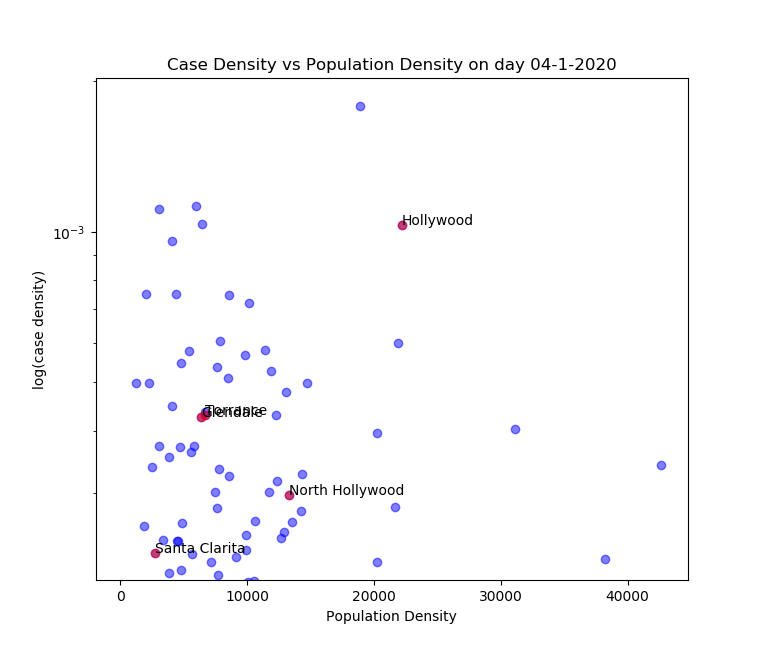 Case Density vs Population Density on day 04-1-2020
log(case density)
10^-3
Hollywood
Torrance
Glendale
North Hollywood
Santa Clarita
0 10000 20000 30000 40000
Population Density